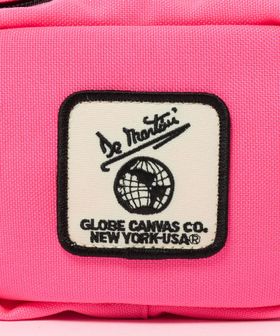 De Martini
GLOBE CANVAS CO.
NEW YORK-USA®